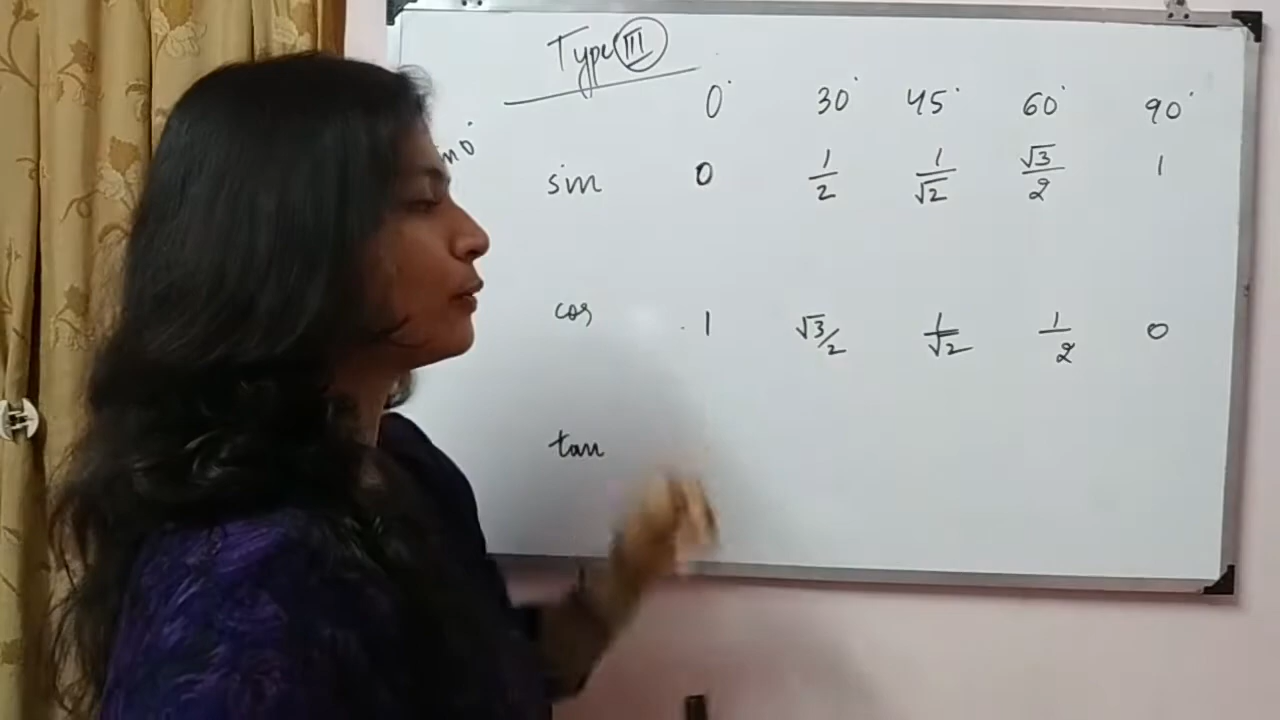 Type III
0° 30° 45° 60° 90°
sin 0 1/2 1/√2 √3/2 1
cos 1 √3/2 1/√2 1/2 0
tan